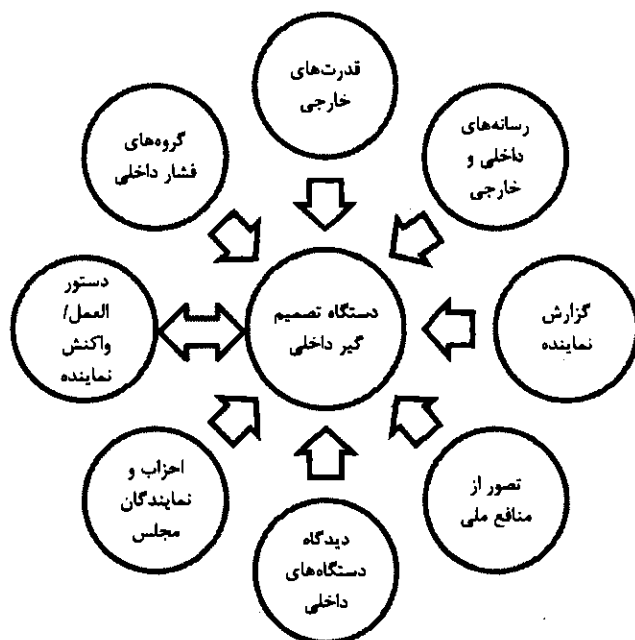 قدرت‌های
خارجی
رسانه‌های
داخلی و
خارجی
گزارش
نماینده
تصور از
منافع ملی
دیدگاه
دستگاه‌های
داخلی
احزاب و
نمایندگان
مجلس
دستور
العمل/
واکنش
نماینده
گروه‌های
فشار داخلی
دستگاه تصمیم
گیر داخلی